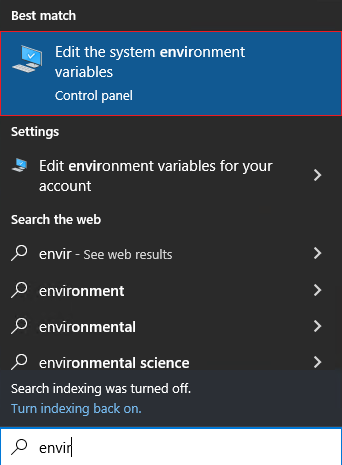 Best match
Edit the system environment
variables
Control panel
Settings
Edit environment variables for your
account
Search the web
envir - See web results
environment
environmental
environmental science
Search indexing was turned off.
Turn indexing back on.
envir